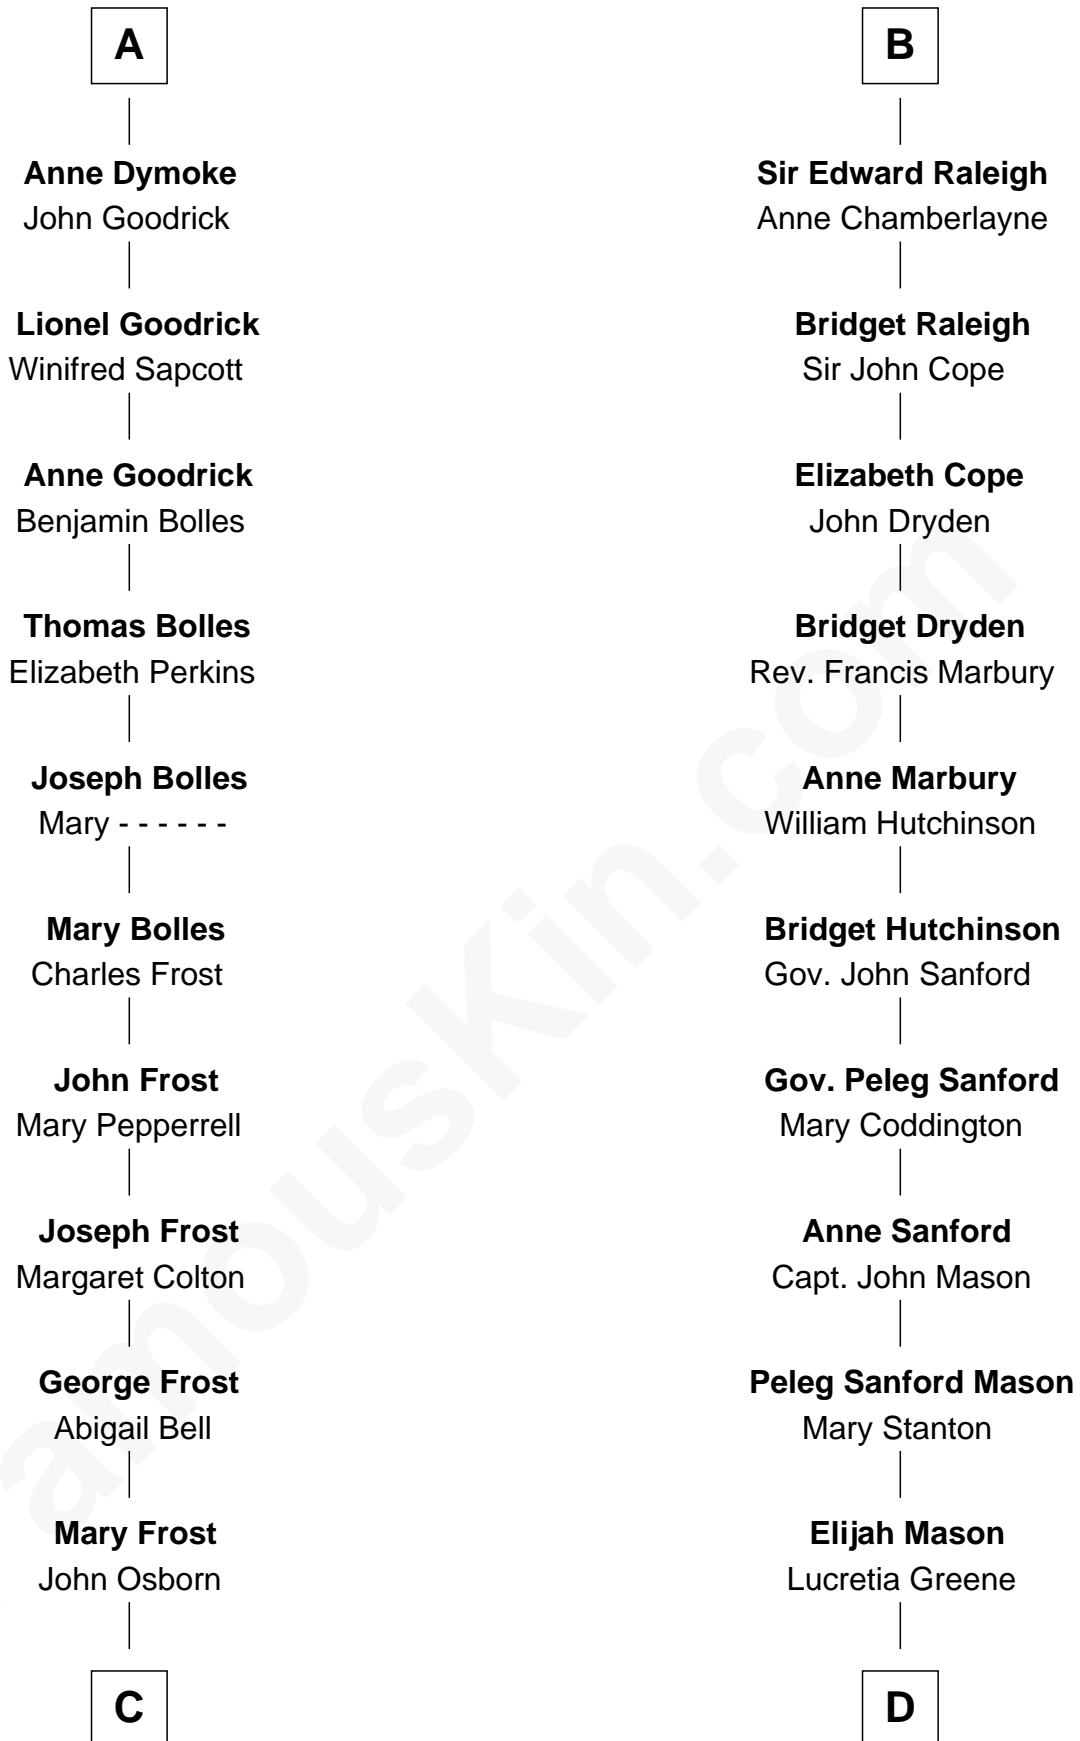 A
Anne Dymoke
John Goodrick
Lionel Goodrick
Winifred Sapcott
Anne Goodrick
Benjamin Bolles
Thomas Bolles
Elizabeth Perkins
Joseph Bolles
Mary - - - - - -
Mary Bolles
Charles Frost
John Frost
Mary Pepperrell
Joseph Frost
Margaret Colton
George Frost
Abigail Bell
Mary Frost
John Osborn
C
B
Sir Edward Raleigh
Anne Chamberlayne
Bridget Raleigh
Sir John Cope
Elizabeth Cope
John Dryden
Bridget Dryden
Rev. Francis Marbury
Anne Marbury
William Hutchinson
Bridget Hutchinson
Gov. John Sanford
Gov. Peleg Sanford
Mary Coddington
Anne Sanford
Capt. John Mason
Peleg Sanford Mason
Mary Stanton
Elijah Mason
Lucretia Greene
D
amouskin.com